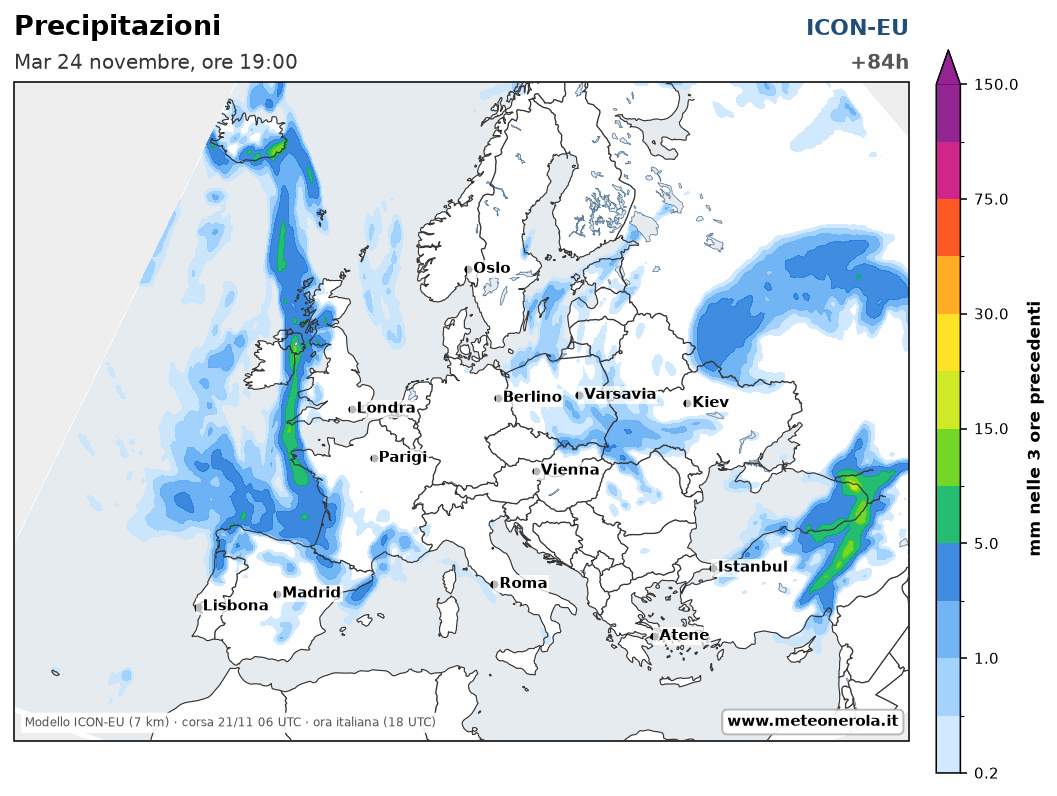 Precipitazioni
ICON-EU
Mar 24 novembre, ore 19:00
+84h
150.0
75.0
30.0
15.0
5.0
1.0
0.2
mm nelle 3 ore precedenti
Oslo
Berlino
Varsavia
Kiev
Londra
Parigi
Vienna
Istanbul
Roma
Madrid
Lisbona
Atene
Modello ICON-EU (7 km) · corsa 21/11 06 UTC · ora italiana (18 UTC)
www.meteonerola.it